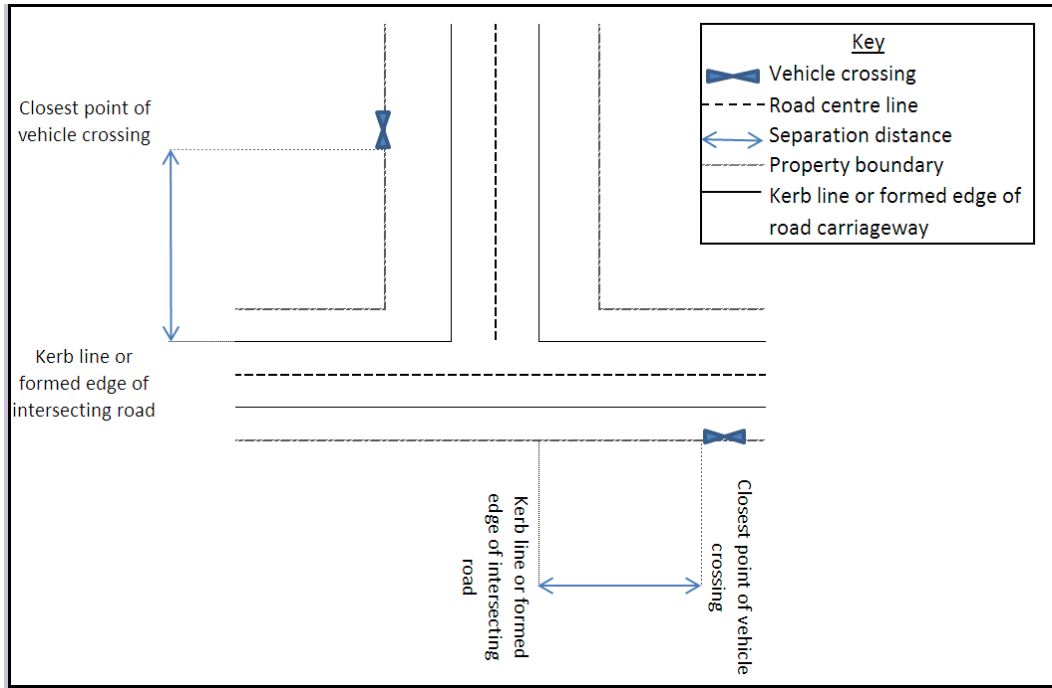 Key
Vehicle crossing
Road centre line
Separation distance
Property boundary
Kerb line or formed edge of
road carriageway
Closest point of
vehicle crossing
Kerb line or
formed edge of
intersecting road
Kerb line or formed
edge of intersecting
road
Closest point of vehicle
crossing